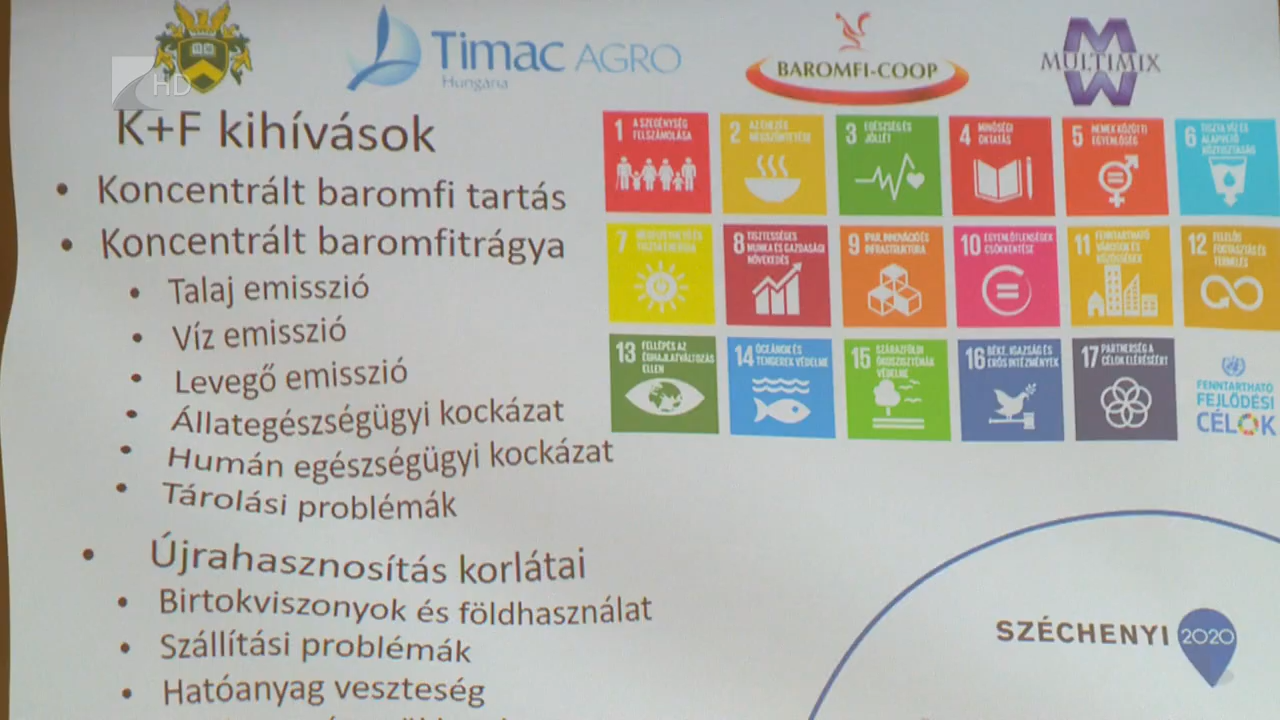 Timac AGRO
Hungária
BAROMFI-COOP
MULTIMIX
HD
K+F kihívások
• Koncentrált baromfi tartás
• Koncentrált baromfitrágya
• Talaj emisszió
• Víz emisszió
• Levegő emisszió
• Állategészségügyi kockázat
• Humán egészségügyi kockázat
• Tárolási problémák
• Újrahasznosítás korlátai
• Birtokviszonyok és földhasználat
• Szállítási problémák
• Hatóanyag veszteség
1 A SZEGÉNYSÉG
FELSZÁMOLÁSA
2 AZ ÉHEZÉS
MEGSZÜNTETÉSE
3 EGÉSZSÉG ÉS
JÓLLÉT
4 MINŐSÉGI
OKTATÁS
5 NEMEK KÖZÖTTI
EGYENLŐSÉG
6 TISZTA VÍZ ÉS
ALAPVETŐ
KÖZTISZTASÁG
7
8 TISZTESSÉGES
MUNKA ÉS GAZDASÁGI
NÖVEKEDÉS
9 IPAR, INNOVÁCIÓ ÉS
INFRASTRUKTÚRA
10 EGYENLŐTLENSÉGEK
CSÖKKENTÉSE
11 FENNTARTHATÓ
VÁROSOK ÉS
KÖZÖSSÉGEK
12 FELELŐS
FOGYASZTÁS ÉS
TERMELÉS
13 FELLÉPÉS AZ
ÉGHAJLATVÁLTOZÁS
ELLEN
14 ÓCEÁNOK ÉS
TENGEREK VÉDELME
15 SZÁRAZFÖLDI
ÖKOSZISZTÉMÁK
VÉDELME
16 BÉKE, IGAZSÁG ÉS
ERŐS INTÉZMÉNYEK
17 PARTNERSÉG A
CÉLOK ELÉRÉSÉÉRT
FENNTARTHATÓ
FEJLŐDÉSI
CÉLOK
SZÉCHENYI 2020